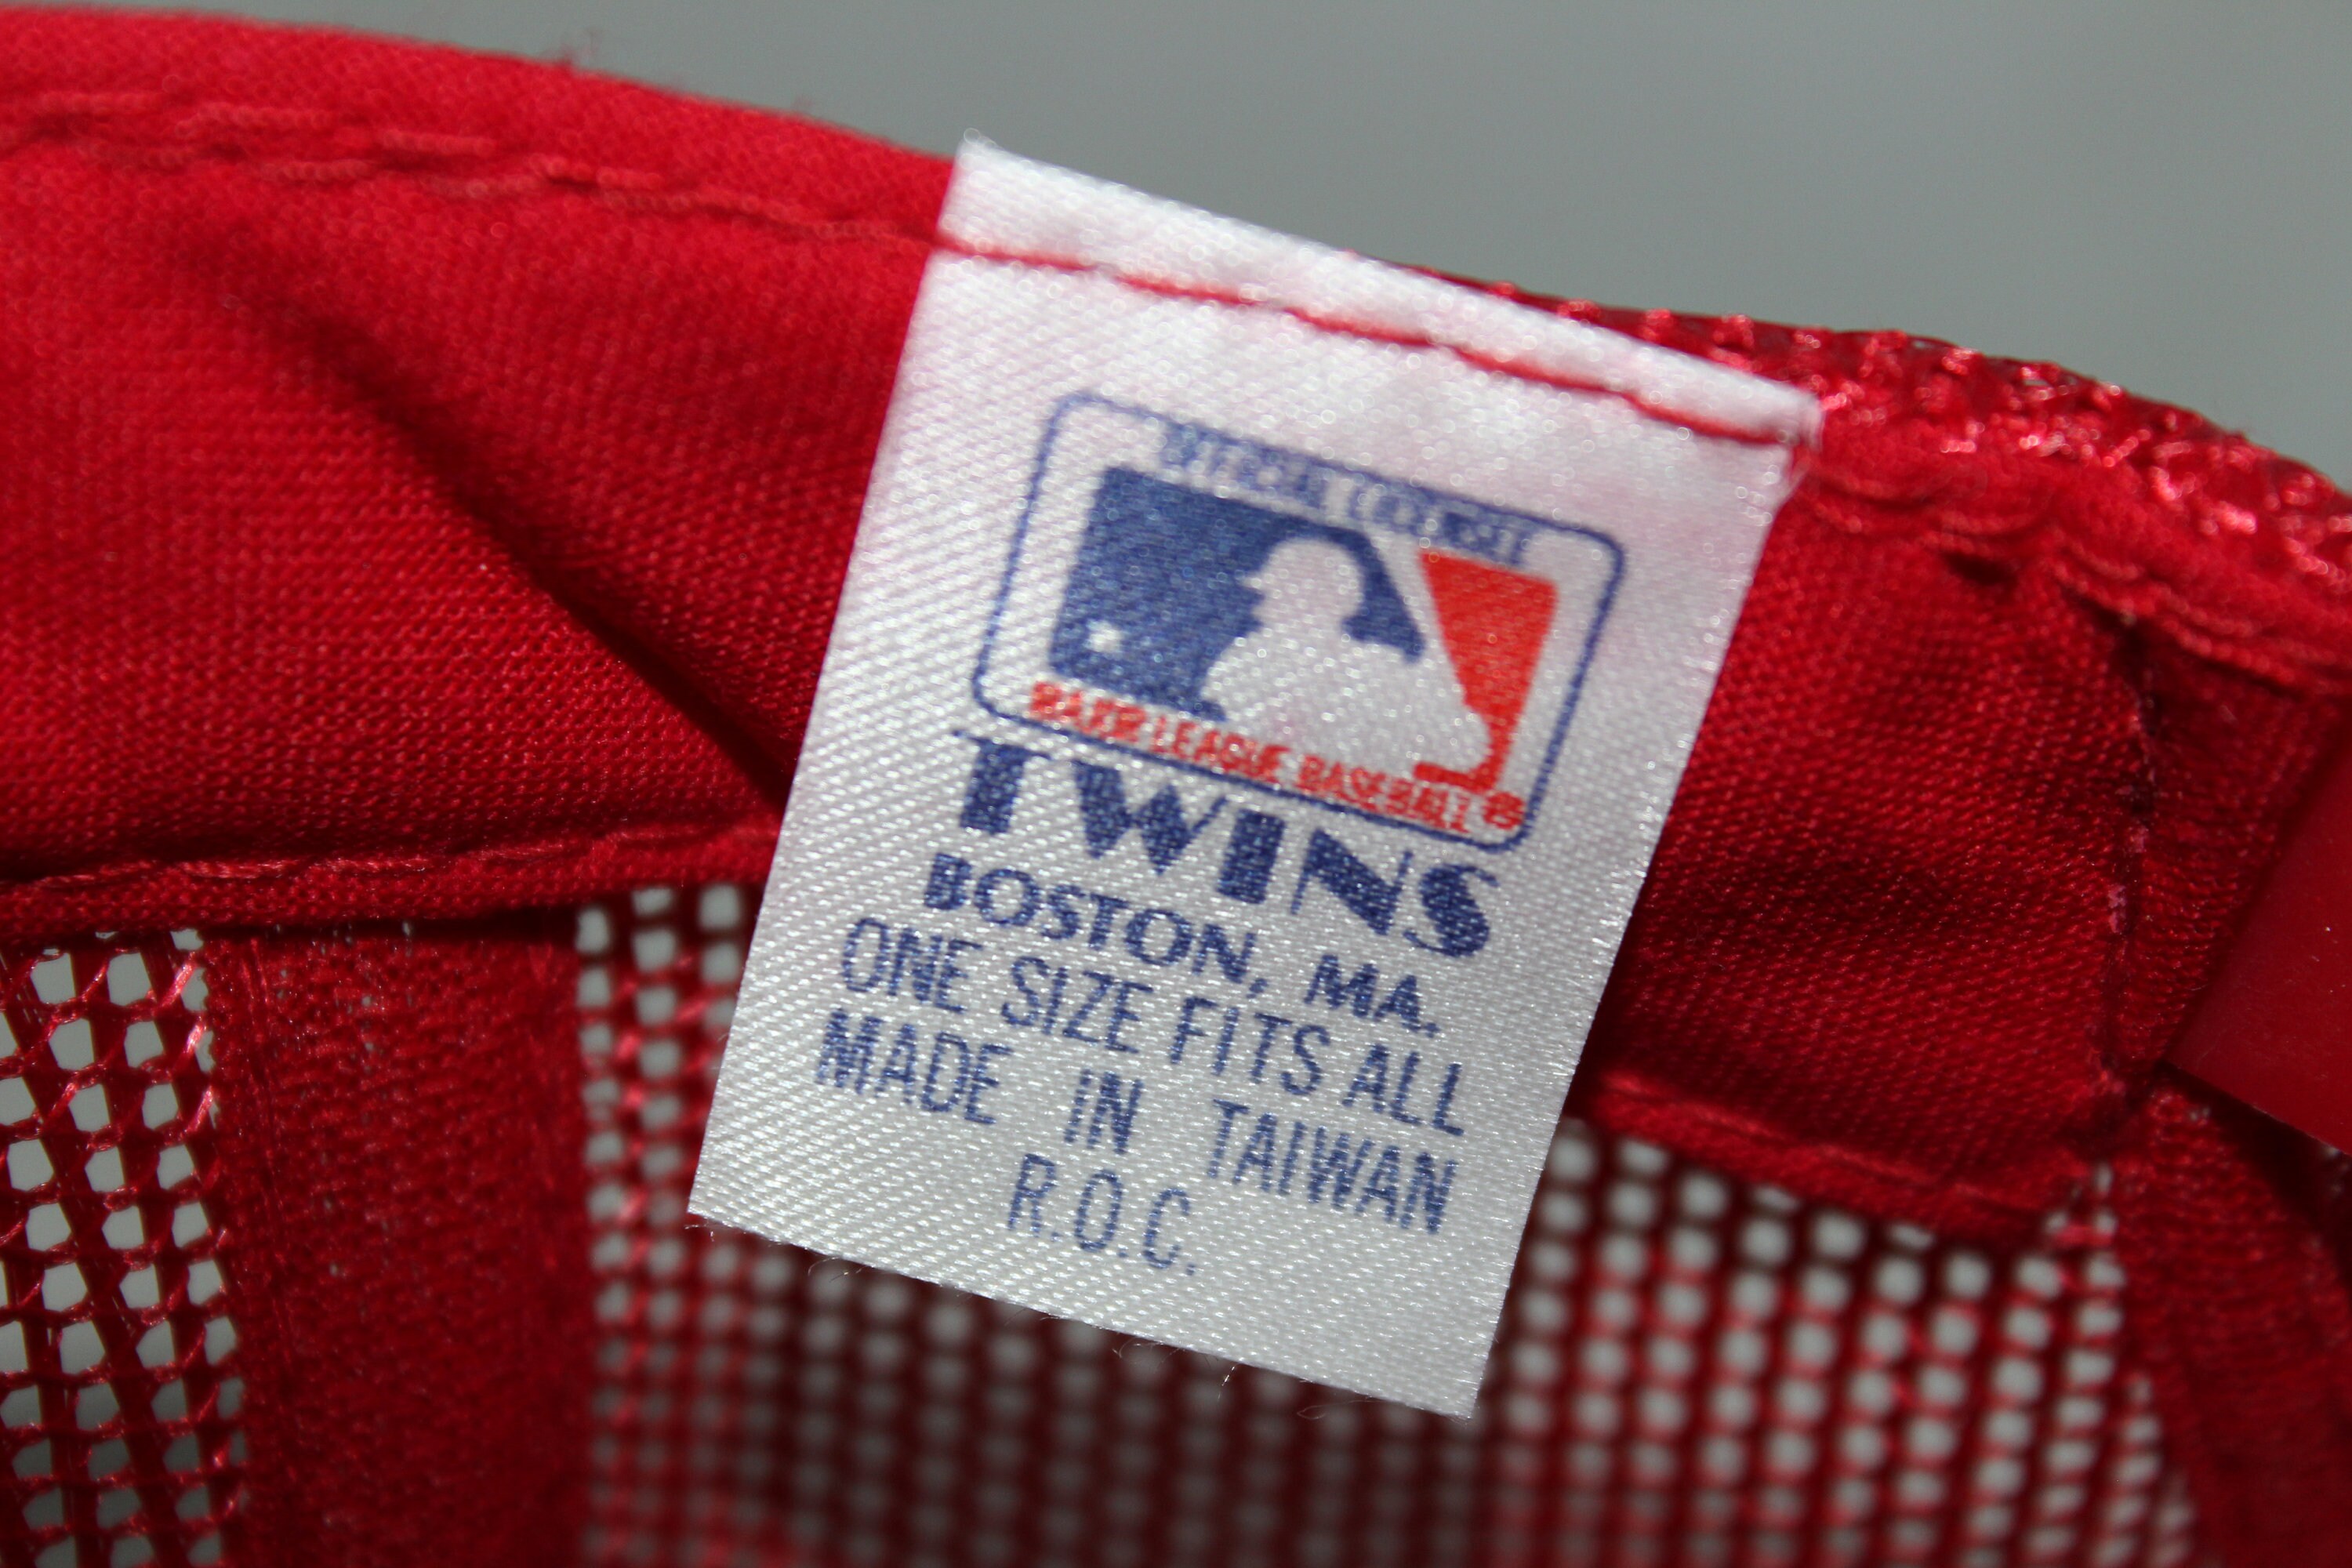 OFFICIAL LICENSEE
MAJOR LEAGUE BASEBALL®
TWINS
BOSTON, MA.
ONE SIZE FITS ALL
MADE IN TAIWAN
R.O.C.